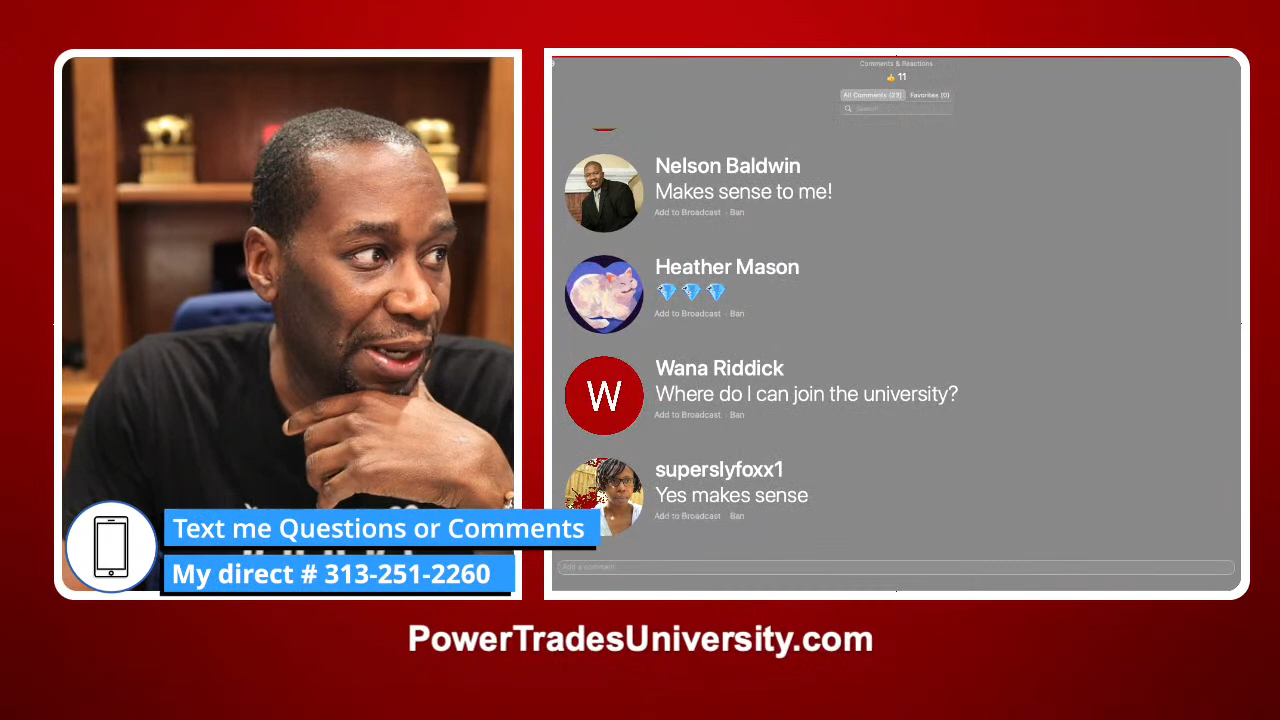 Comments & Reactions
👍 11
All Comments (23) Favorites (0)
Search
Nelson Baldwin
Makes sense to me!
Add to Broadcast · Ban
Heather Mason
💎 💎 💎
Add to Broadcast · Ban
W
Wana Riddick
Where do I can join the university?
Add to Broadcast · Ban
superslyfoxx1
Yes makes sense
Add to Broadcast · Ban
Add a comment
Text me Questions or Comments
My direct # 313-251-2260
PowerTradesUniversity.com